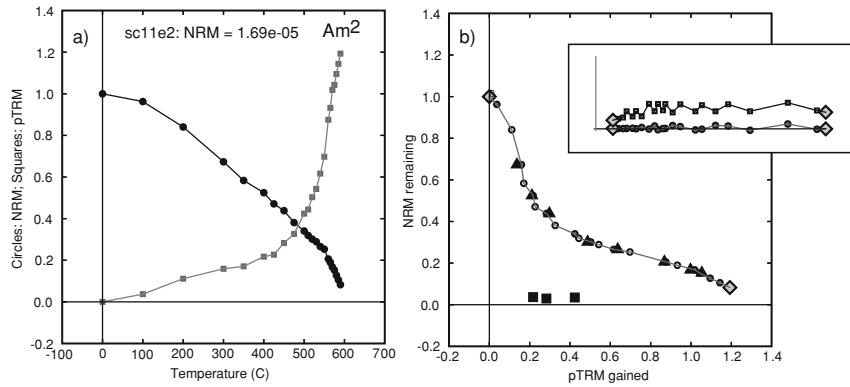 a)
sc11e2: NRM = 1.69e-05 Am2
Circles: NRM; Squares: pTRM
1.4
1.2
1.0
0.8
0.6
0.4
0.2
0.0
-0.2
-100 0 100 200 300 400 500 600 700
Temperature (C)
b)
NRM remaining
1.4
1.2
1.0
0.8
0.6
0.4
0.2
0.0
-0.2
-0.2 0.0 0.2 0.4 0.6 0.8 1.0 1.2 1.4
pTRM gained